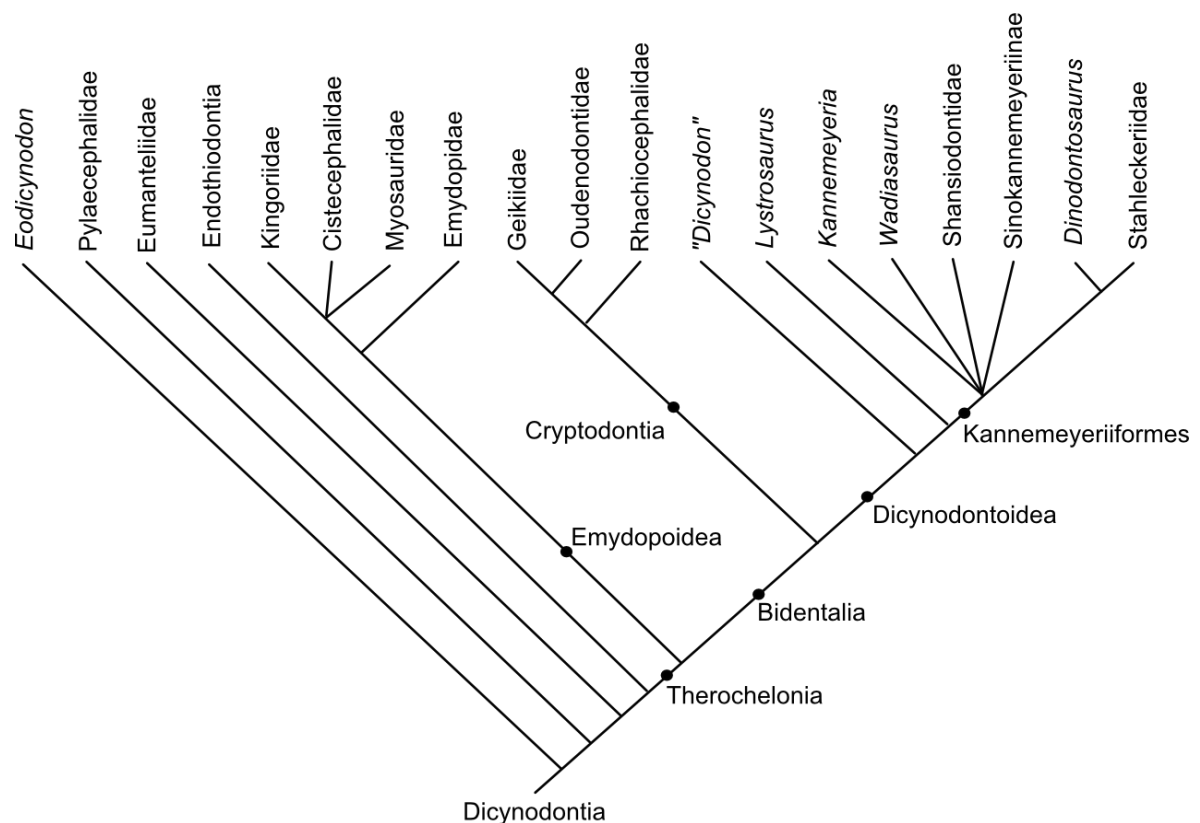 Eodicynodon
Pylaecephalidae
Eumanteliidae
Endothiodontia
Kingoriidae
Cistecephalidae
Myosauridae
Emydopidae
Geikiidae
Oudenodontidae
Rhachiocephalidae
"Dicynodon"
Lystrosaurus
Kannemeyeria
Wadiasaurus
Shansiodontidae
Sinokannemeyeriinae
Dinodontosaurus
Stahleckeriidae
Cryptodontia
Kannemeyeriiformes
Dicynodontoidea
Emydopoidea
Bidentalia
Therochelonia
Dicynodontia